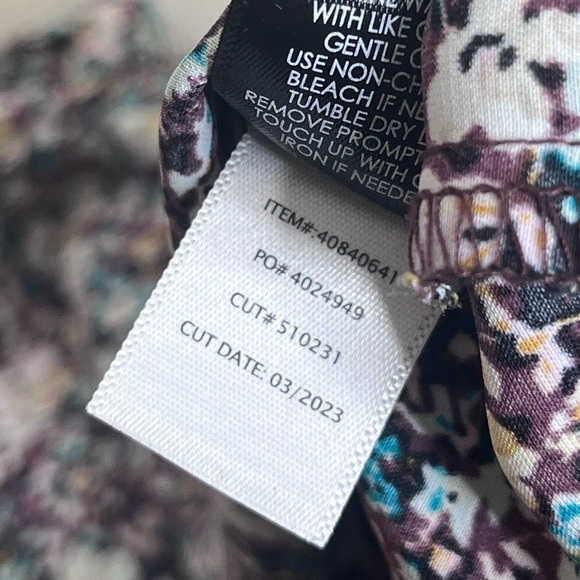 WITH LIKE
GENTLE
USE NON-CH
BLEACH IF NE
TUMBLE DRY
REMOVE PROMPT
TOUCH UP WITH
IRON IF NEEDE
ITEM#: 40840641
PO# 4024949
CUT# 510231
CUT DATE: 03/2023